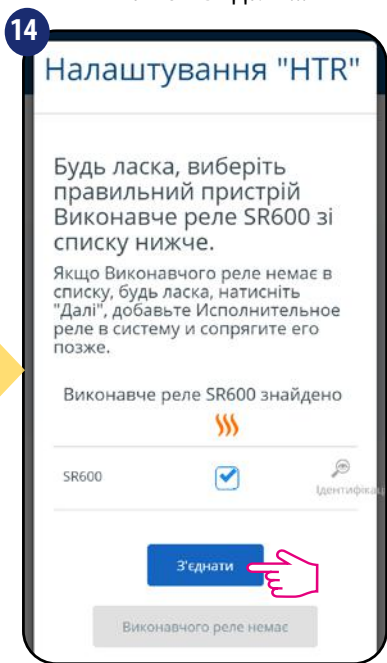 14
Налаштування "HTR"
Будь ласка, виберіть
правильний пристрій
Виконавче реле SR600 зі
списку нижче.
Якщо Виконавчого реле немає в
списку, будь ласка, натисніть
"Далі", добавьте Исполнительное
реле в систему и сопрягите его
позже.
Виконавче реле SR600 знайдено
SR600
З'єднати
Виконавчого реле немає